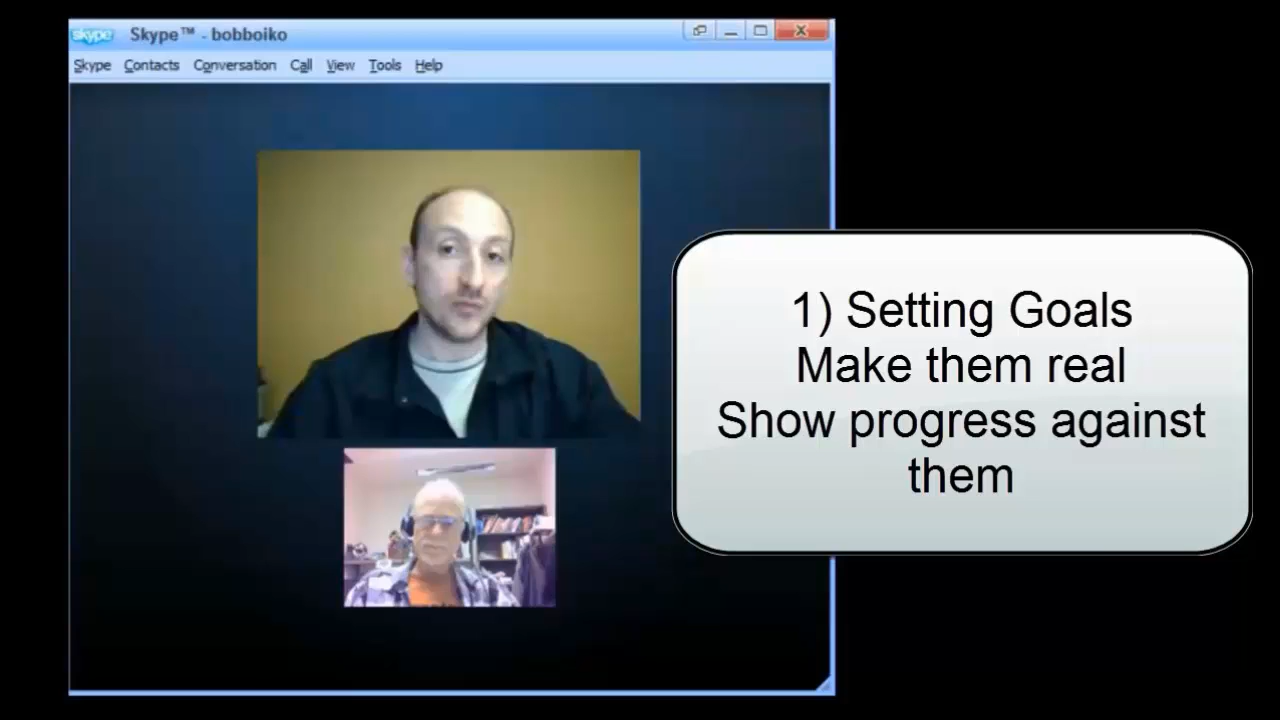 skype Skype™ - bobboiko
Skype Contacts Conversation Call View Tools Help
1) Setting Goals
Make them real
Show progress against
them